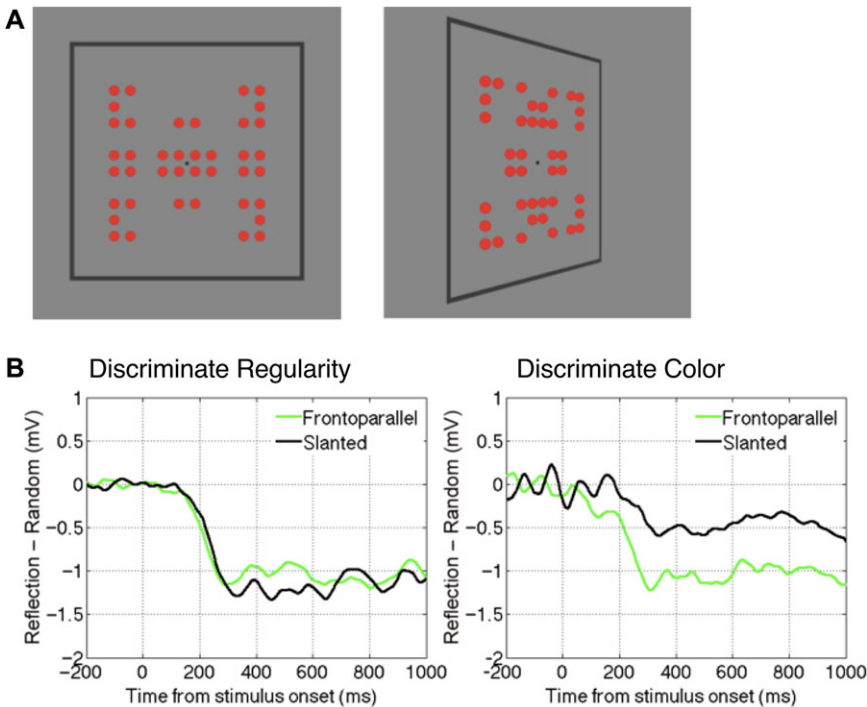 A
B
Discriminate Regularity
Discriminate Color
1
0.5
0
−0.5
−1
−1.5
−2
Reflection − Random (mV)
Frontoparallel
Slanted
−200 0 200 400 600 800 1000
Time from stimulus onset (ms)
1
0.5
0
−0.5
−1
−1.5
−2
Reflection − Random (mV)
Frontoparallel
Slanted
−200 0 200 400 600 800 1000
Time from stimulus onset (ms)